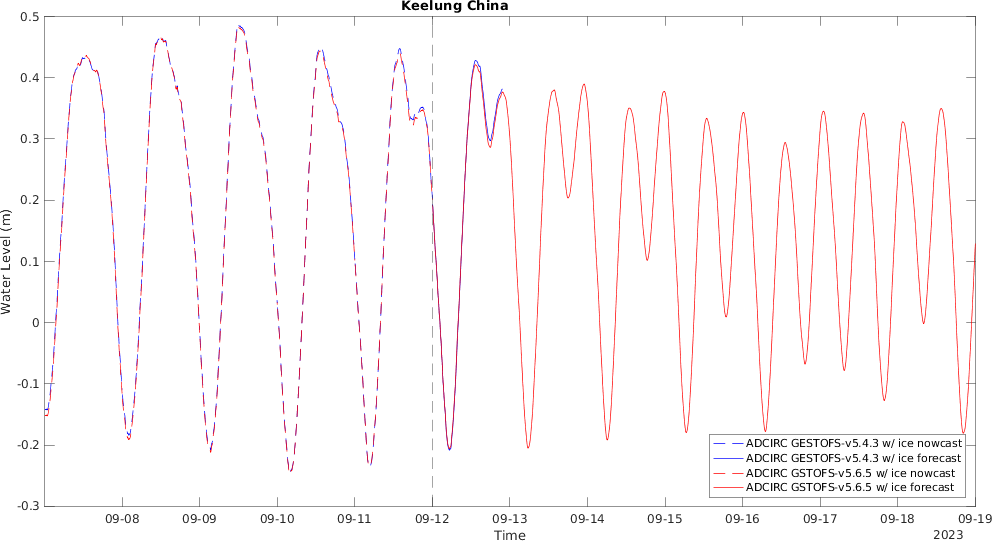 Keelung China
0.5
0.4
0.3
0.2
0.1
0
-0.1
-0.2
-0.3
Water Level (m)
ADCIRC GESTOFS-v5.4.3 w/ ice nowcast
ADCIRC GESTOFS-v5.4.3 w/ ice forecast
ADCIRC GSTOFS-v5.6.5 w/ ice nowcast
ADCIRC GSTOFS-v5.6.5 w/ ice forecast
09-08 09-09 09-10 09-11 09-12 09-13 09-14 09-15 09-16 09-17 09-18 09-19
Time
2023